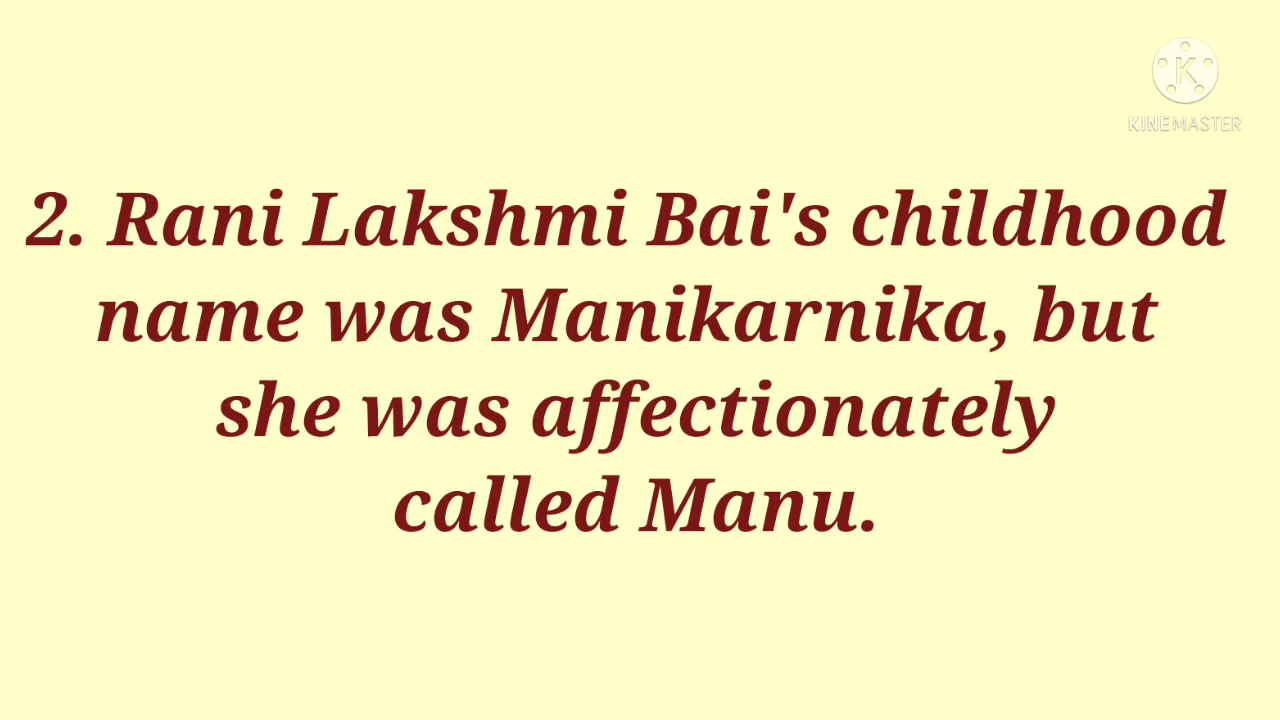 K
KINEMASTER
2. Rani Lakshmi Bai's childhood
name was Manikarnika, but
she was affectionately
called Manu.